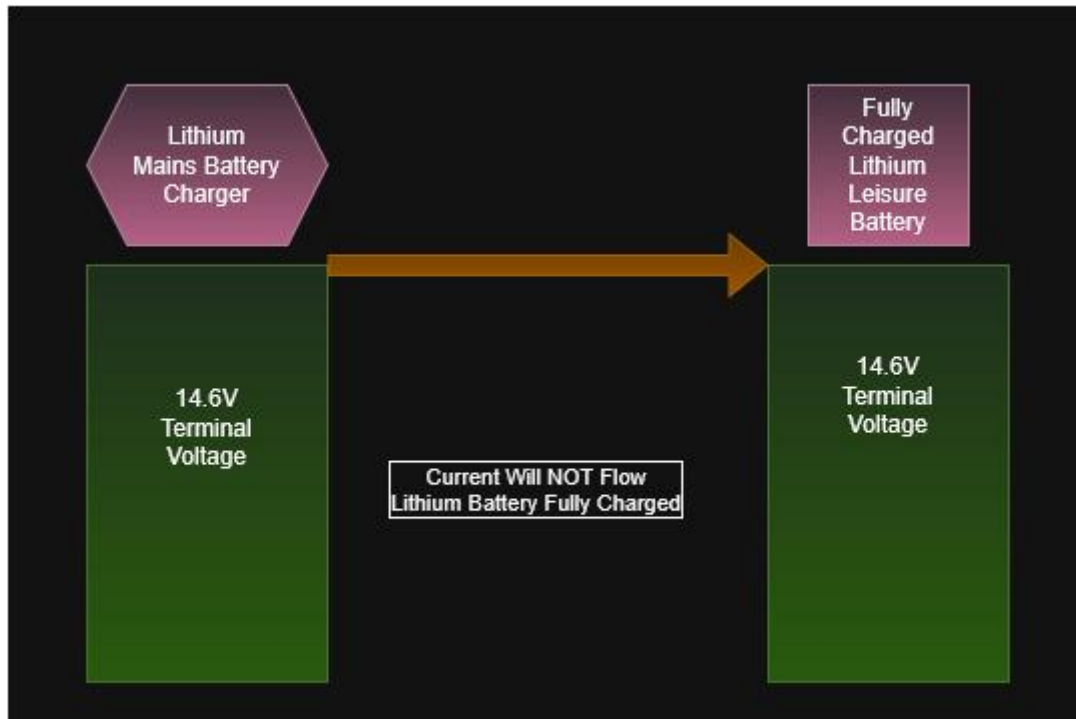 Lithium
Mains Battery
Charger
Fully
Charged
Lithium
Leisure
Battery
14.6V
Terminal
Voltage
14.6V
Terminal
Voltage
Current Will NOT Flow
Lithium Battery Fully Charged